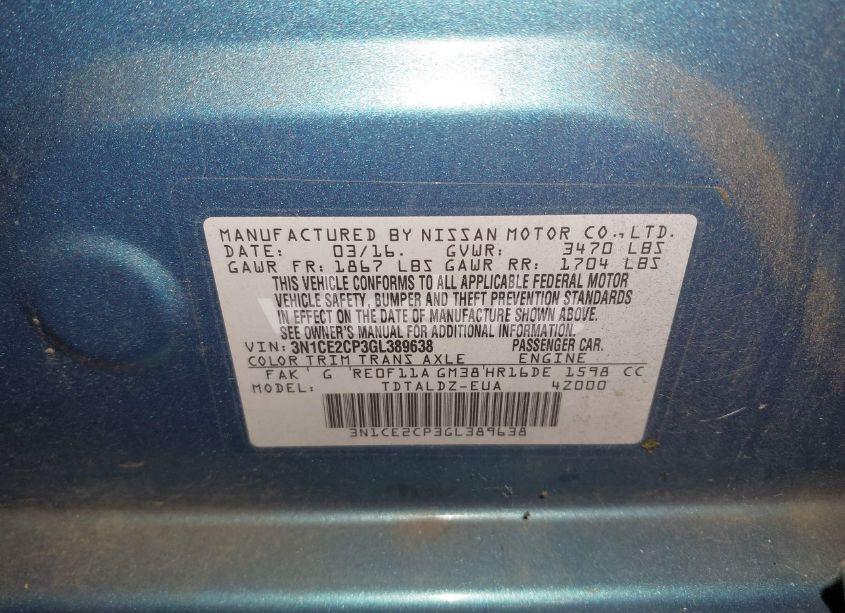 MANUFACTURED BY NISSAN MOTOR CO.,LTD.
DATE: 03/16. GVWR: 3470 LBS
GAWR FR: 1867 LBS GAWR RR: 1704 LBS
THIS VEHICLE CONFORMS TO ALL APPLICABLE FEDERAL MOTOR
VEHICLE SAFETY, BUMPER AND THEFT PREVENTION STANDARDS
IN EFFECT ON THE DATE OF MANUFACTURE SHOWN ABOVE.
SEE OWNER'S MANUAL FOR ADDITIONAL INFORMATION.
VIN: 3N1CE2CP3GL389638 PASSENGER CAR.
COLOR TRIM TRANS AXLE ENGINE
FAK ' G 'RE0F11A GM38'HR16DE 1598 CC
MODEL: TDTALDZ-EUA 4Z000
3N1CE2CP3GL389638